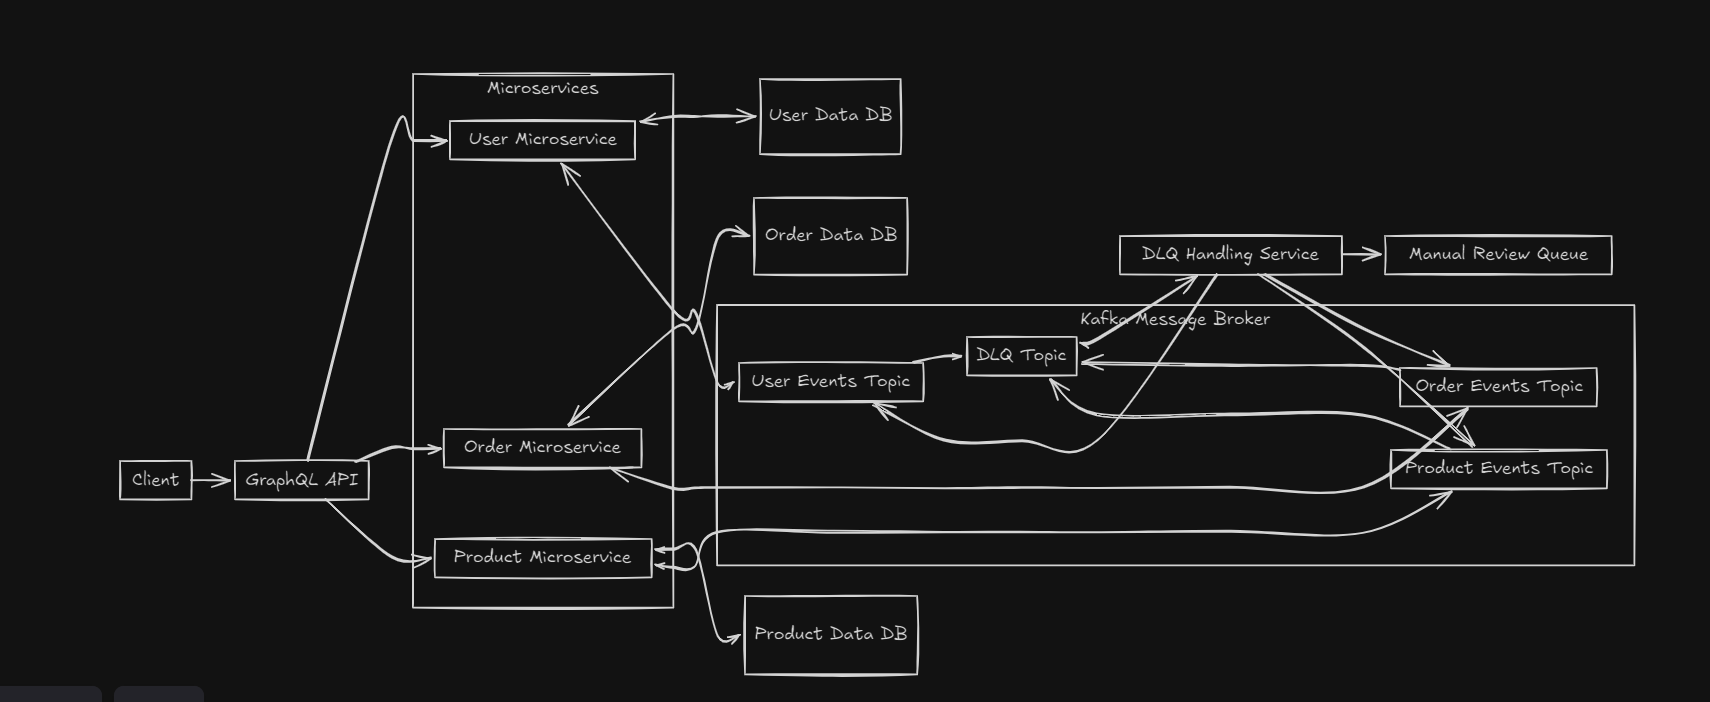 Microservices
User Microservice
User Data DB
Order Data DB
DLQ Handling Service
Manual Review Queue
Kafka Message Broker
DLQ Topic
User Events Topic
Order Events Topic
Order Microservice
Product Events Topic
Client
GraphQL API
Product Microservice
Product Data DB